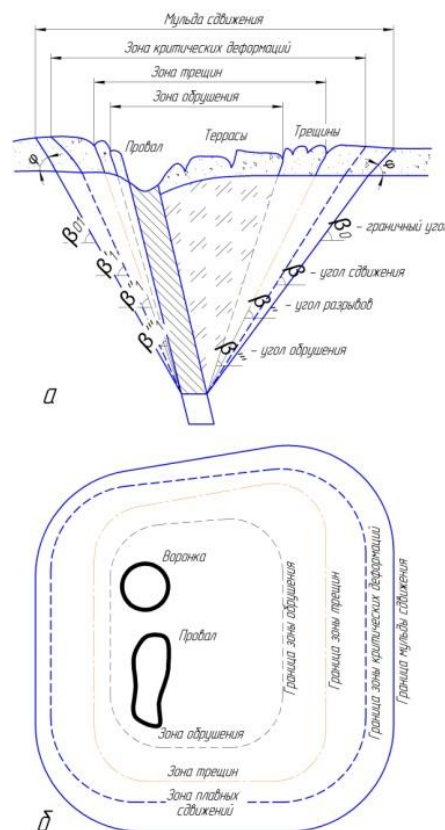 Мульда сдвижения
Зона критических деформаций
Зона трещин
Зона обрушения
Провал
Террасы
Трещины
φ
φ
β01
β0 - граничный угол
β'
β - угол сдвижения
β"
β" - угол разрывов
β'''
β''' - угол обрушения
а
Воронка
Провал
Зона обрушения
Зона трещин
Зона плавных
сдвижений
Граница зоны обрушения
Граница зоны трещин
Граница зоны критических деформаций
Граница мульды сдвижения
б